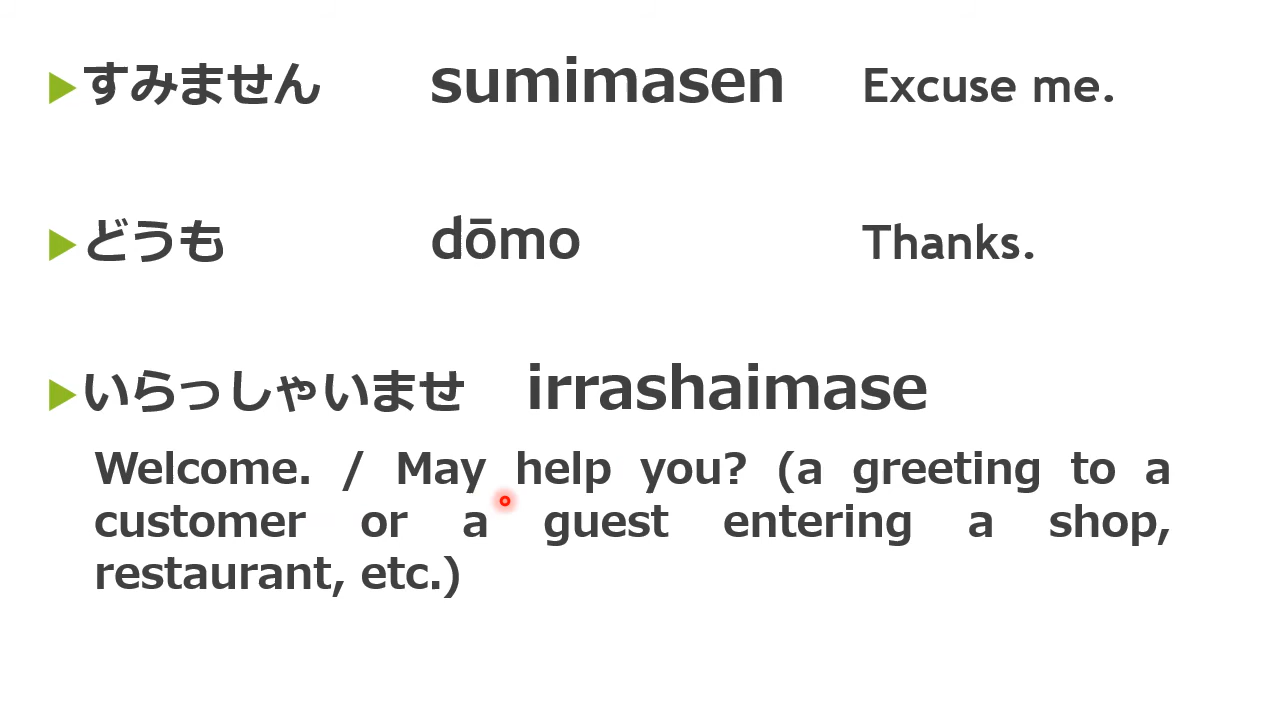 すみません sumimasen Excuse me.
どうも dōmo Thanks.
いらっしゃいませ irrashaimase
Welcome. / May help you? (a greeting to a
customer or a guest entering a shop,
restaurant, etc.)